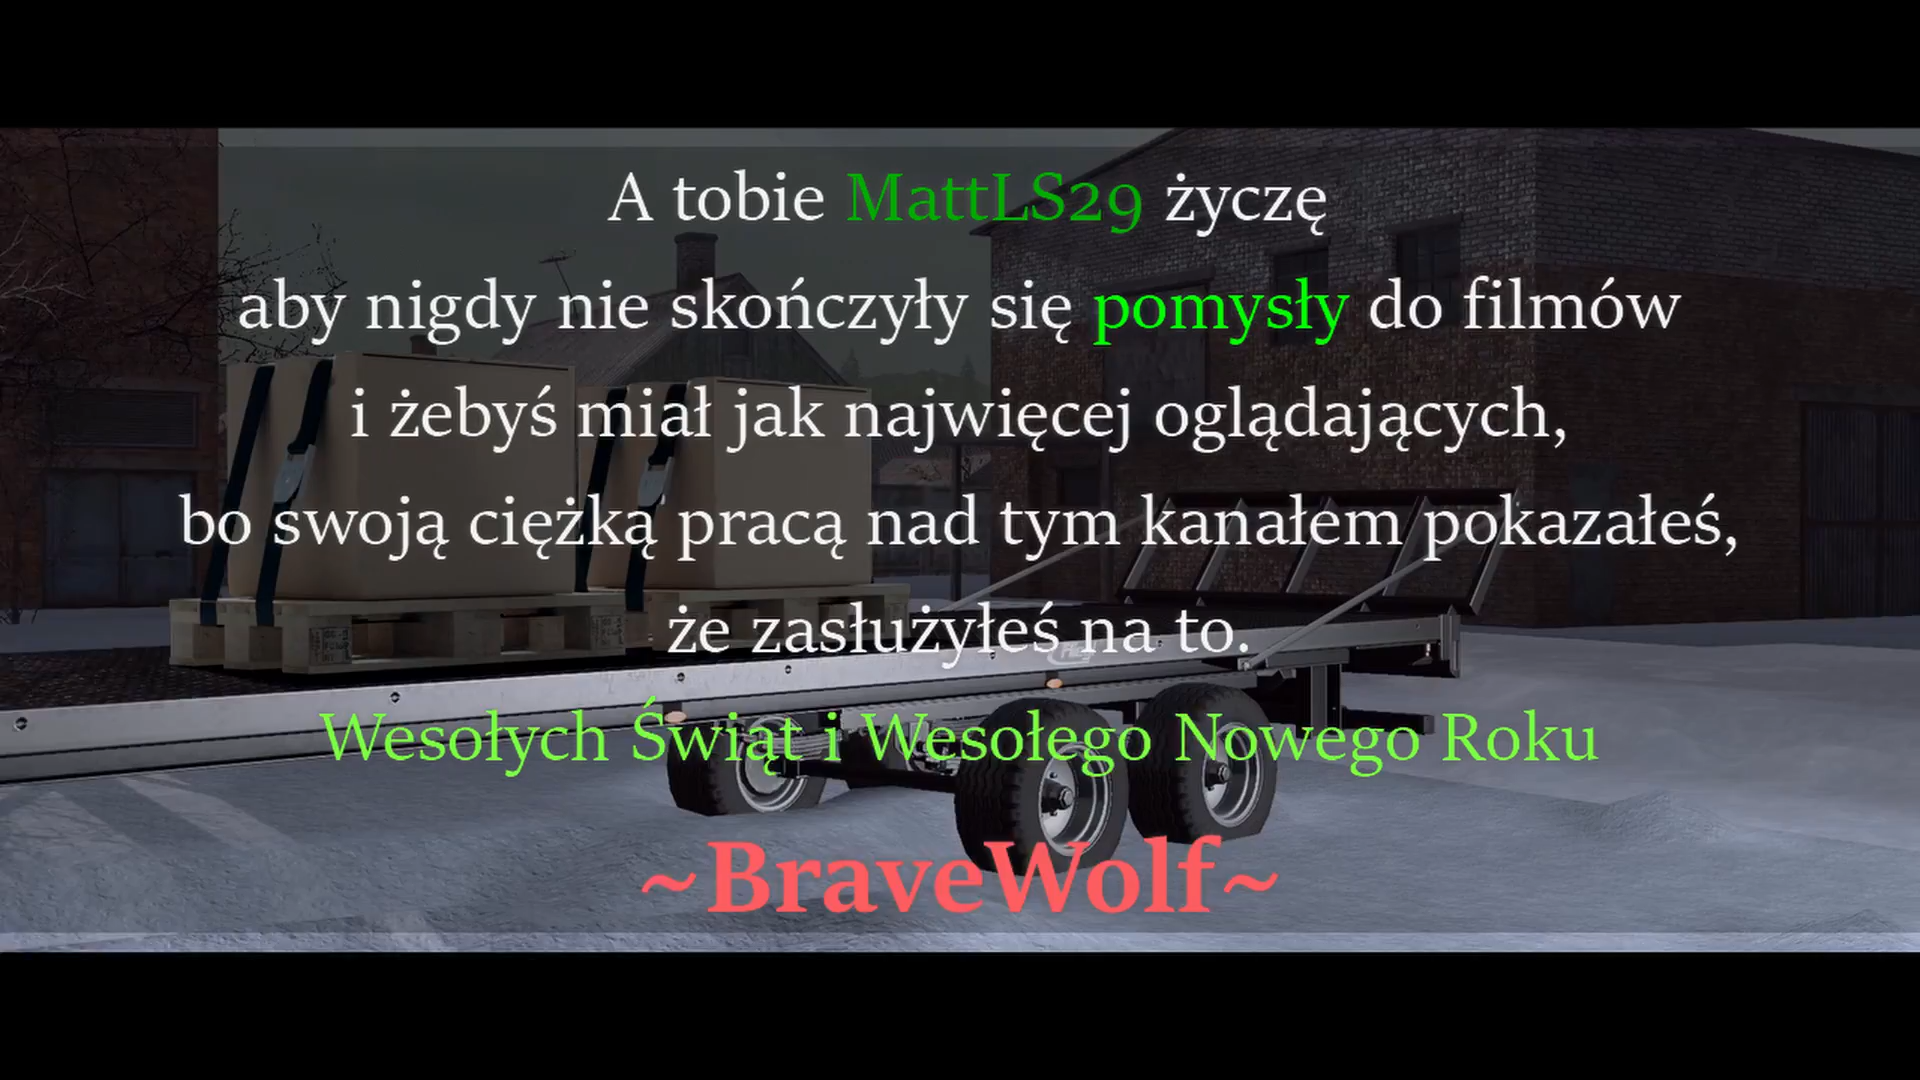 A tobie MattLS29 życzę
aby nigdy nie skończyły się pomysły do filmów
i żebyś miał jak najwięcej oglądających,
bo swoją ciężką pracą nad tym kanałem pokazałeś,
że zasłużyłeś na to.
Wesołych Świąt i Wesołego Nowego Roku
~BraveWolf~